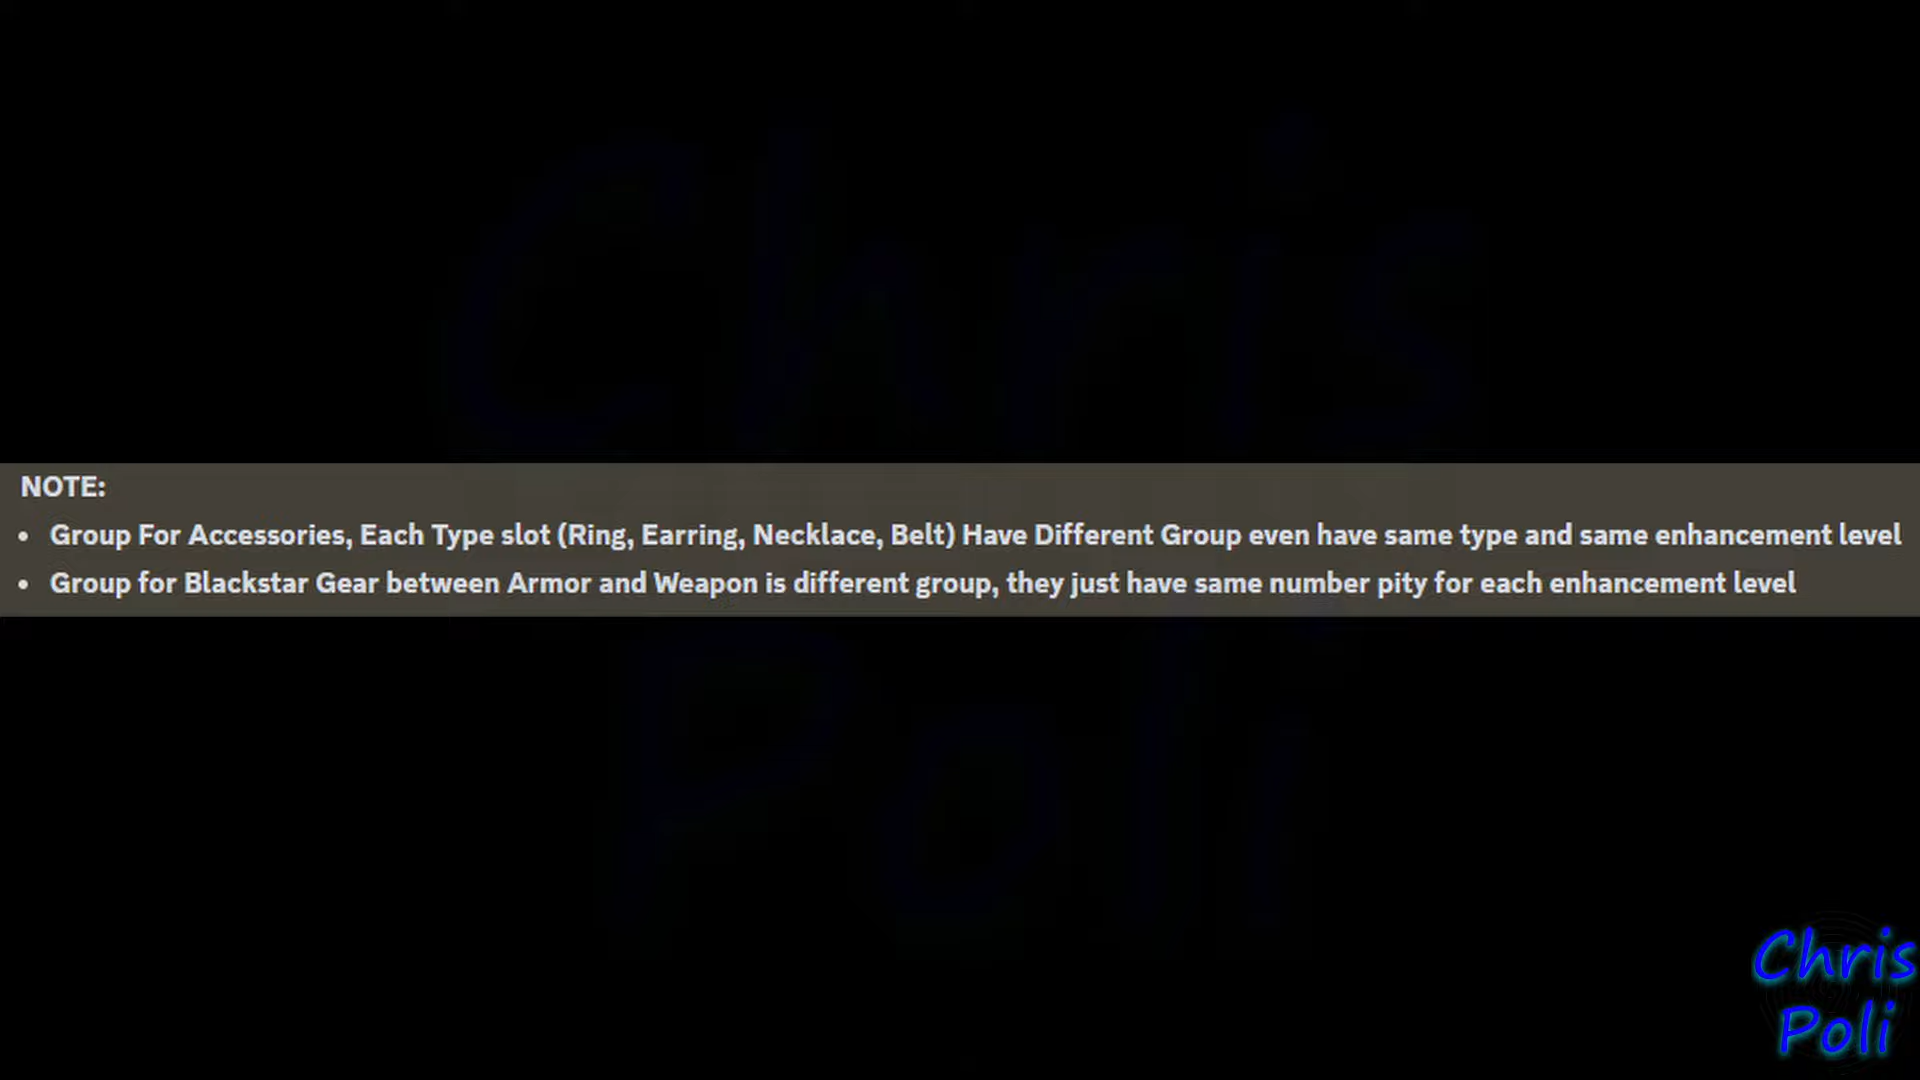 NOTE:
• Group For Accessories, Each Type slot (Ring, Earring, Necklace, Belt) Have Different Group even have same type and same enhancement level
• Group for Blackstar Gear between Armor and Weapon is different group, they just have same number pity for each enhancement level
Chris
Poli
Chris
Poli